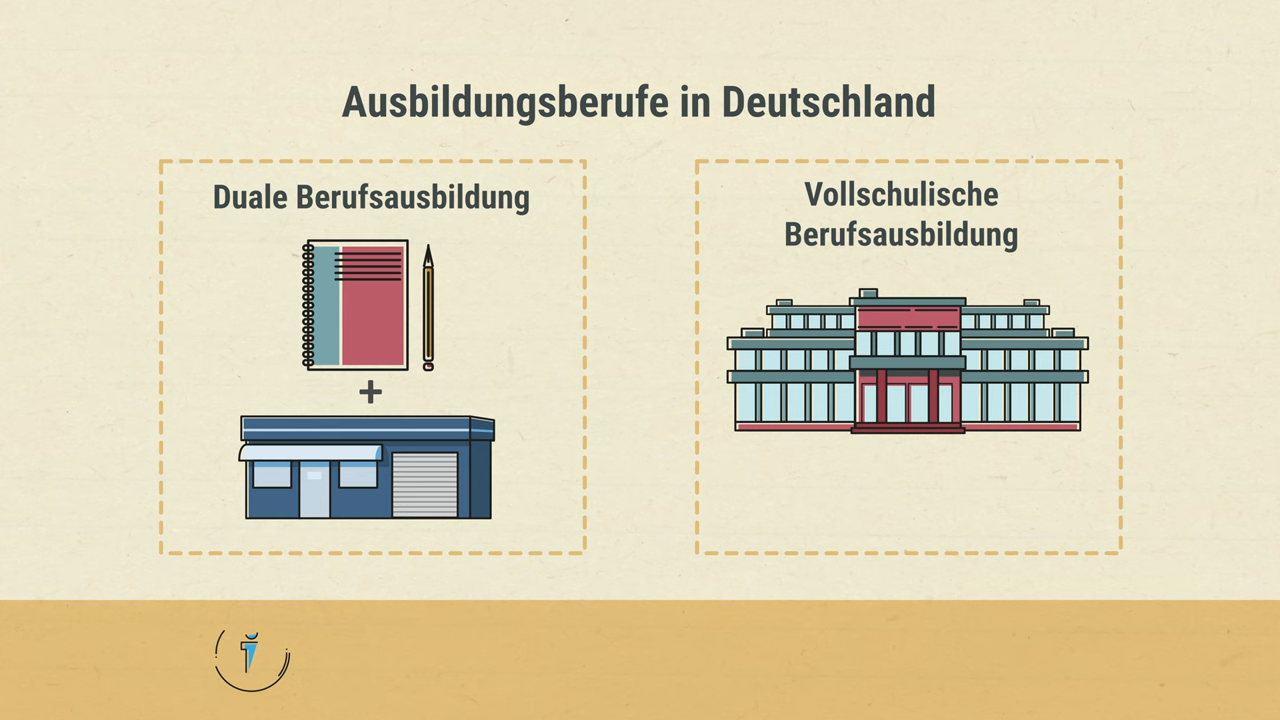 Ausbildungsberufe in Deutschland
Duale Berufsausbildung
Vollschulische
Berufsausbildung